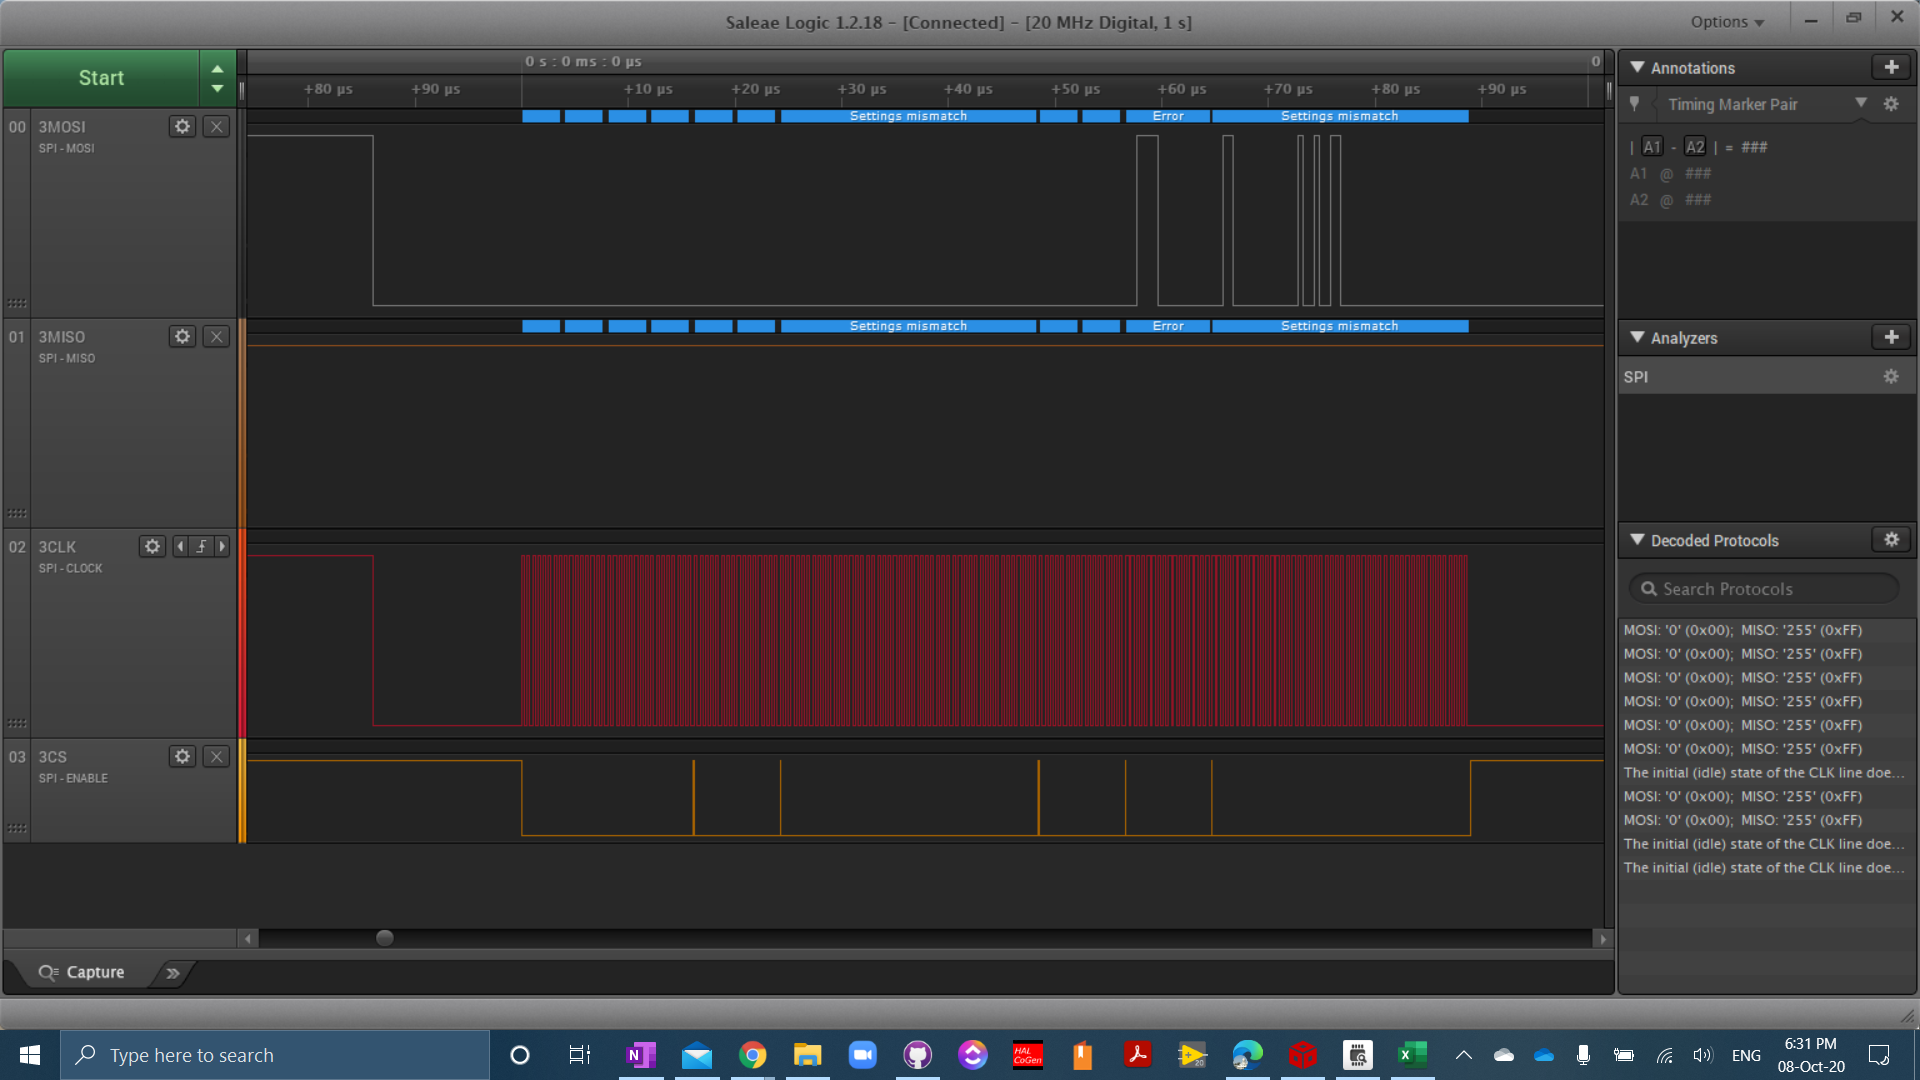 Saleae Logic 1.2.18 - [Connected] - [20 MHz Digital, 1 s]
Options
Start
0 s : 0 ms : 0 µs
0
+80 µs
+90 µs
+10 µs
+20 µs
+30 µs
+40 µs
+50 µs
+60 µs
+70 µs
+80 µs
+90 µs
00
3MOSI
SPI - MOSI
Settings mismatch
Error
Settings mismatch
01
3MISO
SPI - MISO
Settings mismatch
Error
Settings mismatch
02
3CLK
SPI - CLOCK
03
3CS
SPI - ENABLE
Capture
Annotations
Timing Marker Pair
| A1 - A2 | = ###
A1 @ ###
A2 @ ###
Analyzers
SPI
Decoded Protocols
Search Protocols
MOSI: '0' (0x00); MISO: '255' (0xFF)
MOSI: '0' (0x00); MISO: '255' (0xFF)
MOSI: '0' (0x00); MISO: '255' (0xFF)
MOSI: '0' (0x00); MISO: '255' (0xFF)
MOSI: '0' (0x00); MISO: '255' (0xFF)
MOSI: '0' (0x00); MISO: '255' (0xFF)
The initial (idle) state of the CLK line doe...
MOSI: '0' (0x00); MISO: '255' (0xFF)
MOSI: '0' (0x00); MISO: '255' (0xFF)
The initial (idle) state of the CLK line doe...
The initial (idle) state of the CLK line doe...
Type here to search
N
HAL
CoGen
20
X
ENG
6:31 PM
08-Oct-20